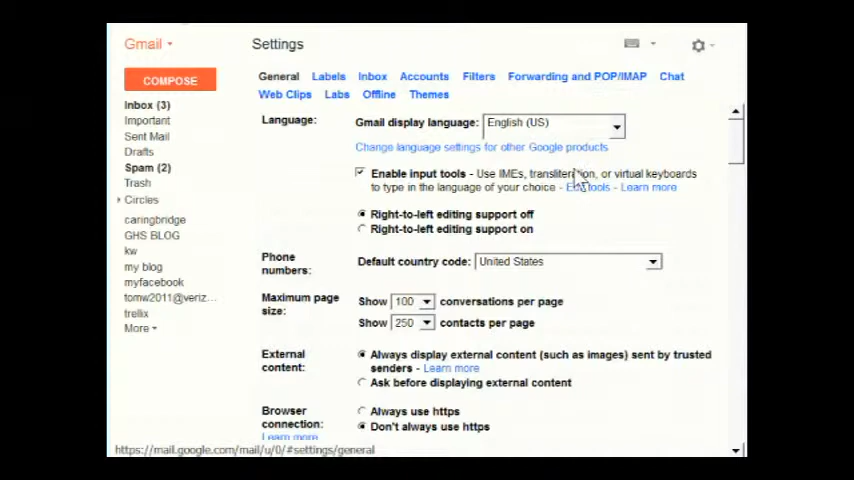 Gmail
Settings
COMPOSE
General Labels Inbox Accounts Filters Forwarding and POP/IMAP Chat
Web Clips Labs Offline Themes
Inbox (3)
Important
Sent Mail
Drafts
Spam (2)
Trash
Circles
caringbridge
GHS BLOG
kw
my blog
myfacebook
tomw2011@veriz...
trellix
More
Language:
Gmail display language: English (US)
Change language settings for other Google products
Enable input tools - Use IMEs, transliteration, or virtual keyboards
to type in the language of your choice - Edit tools - Learn more
Right-to-left editing support off
Right-to-left editing support on
Phone
numbers:
Default country code: United States
Maximum page
size:
Show 100 conversations per page
Show 250 contacts per page
External
content:
Always display external content (such as images) sent by trusted
senders - Learn more
Ask before displaying external content
Browser
connection:
Learn more
Always use https
Don't always use https
https://mail.google.com/mail/u/0/#settings/general